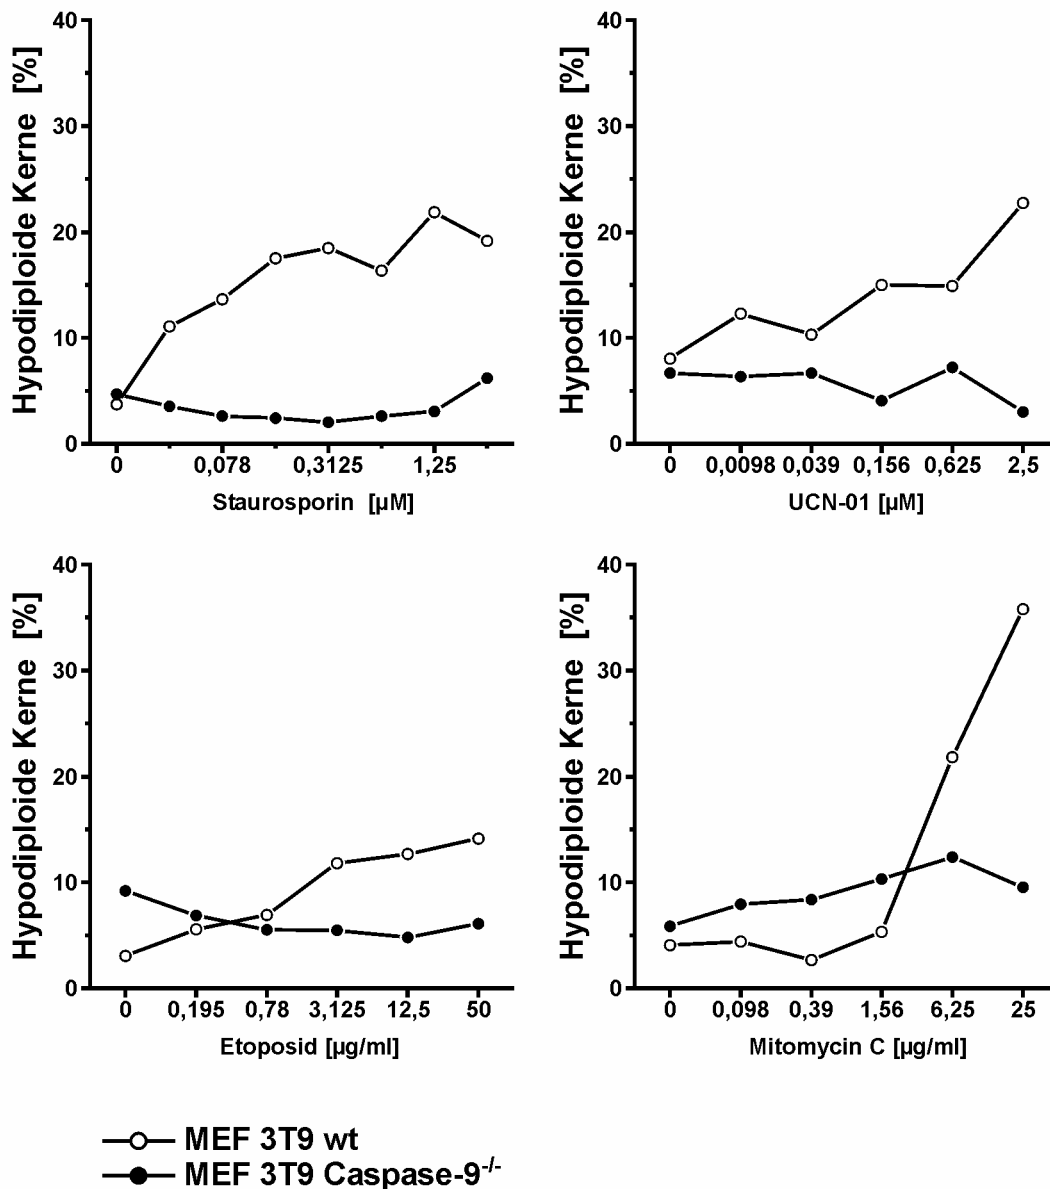 40
30
20
10
0
Hypodiploide Kerne [%]
0 0,078 0,3125 1,25
Staurosporin [µM]
40
30
20
10
0
Hypodiploide Kerne [%]
0 0,0098 0,039 0,156 0,625 2,5
UCN-01 [µM]
40
30
20
10
0
Hypodiploide Kerne [%]
0 0,195 0,78 3,125 12,5 50
Etoposid [µg/ml]
40
30
20
10
0
Hypodiploide Kerne [%]
0 0,098 0,39 1,56 6,25 25
Mitomycin C [µg/ml]
MEF 3T9 wt
MEF 3T9 Caspase-9⁻/⁻